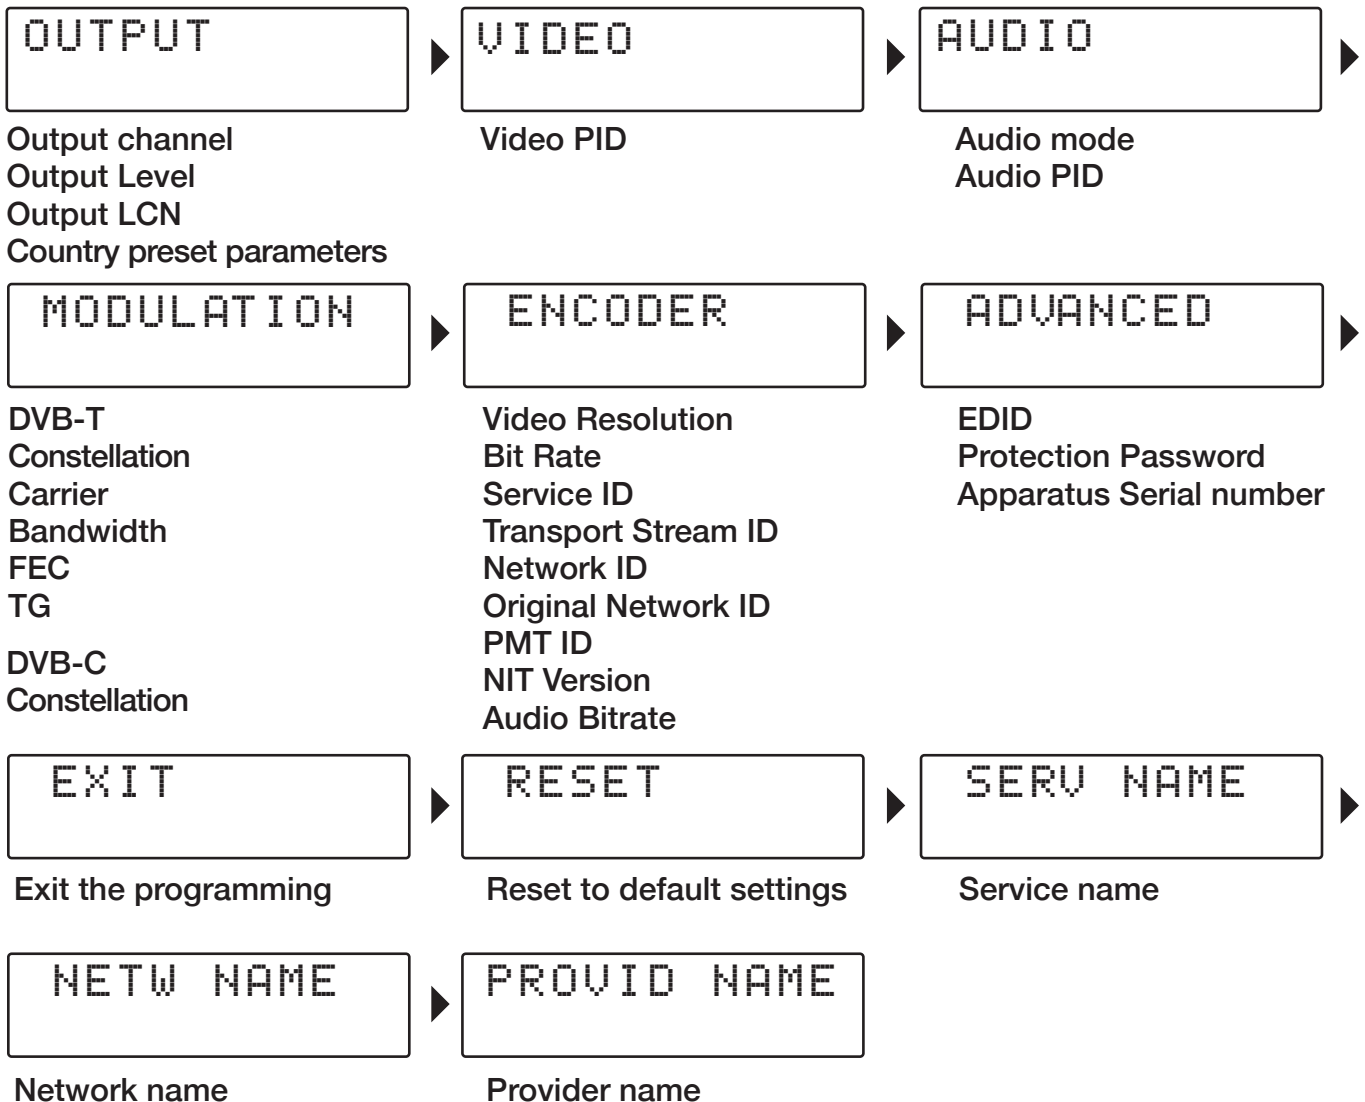 OUTPUT
Output channel
Output Level
Output LCN
Country preset parameters
VIDEO
Video PID
AUDIO
Audio mode
Audio PID
MODULATION
DVB-T
Constellation
Carrier
Bandwidth
FEC
TG
DVB-C
Constellation
ENCODER
Video Resolution
Bit Rate
Service ID
Transport Stream ID
Network ID
Original Network ID
PMT ID
NIT Version
Audio Bitrate
ADVANCED
EDID
Protection Password
Apparatus Serial number
EXIT
Exit the programming
RESET
Reset to default settings
SERV NAME
Service name
NETW NAME
Network name
PROVID NAME
Provider name